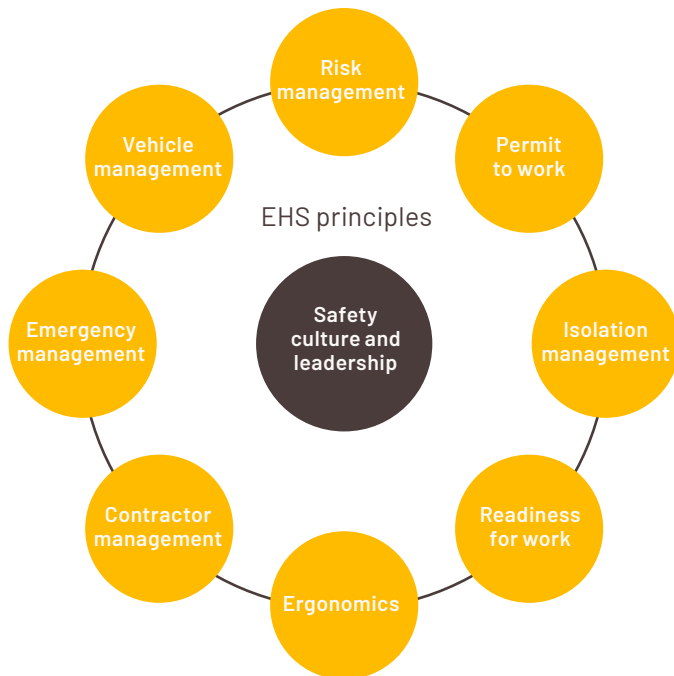 Risk
management
Vehicle
management
Permit
to work
EHS principles
Safety
culture and
leadership
Emergency
management
Isolation
management
Contractor
management
Readiness
for work
Ergonomics